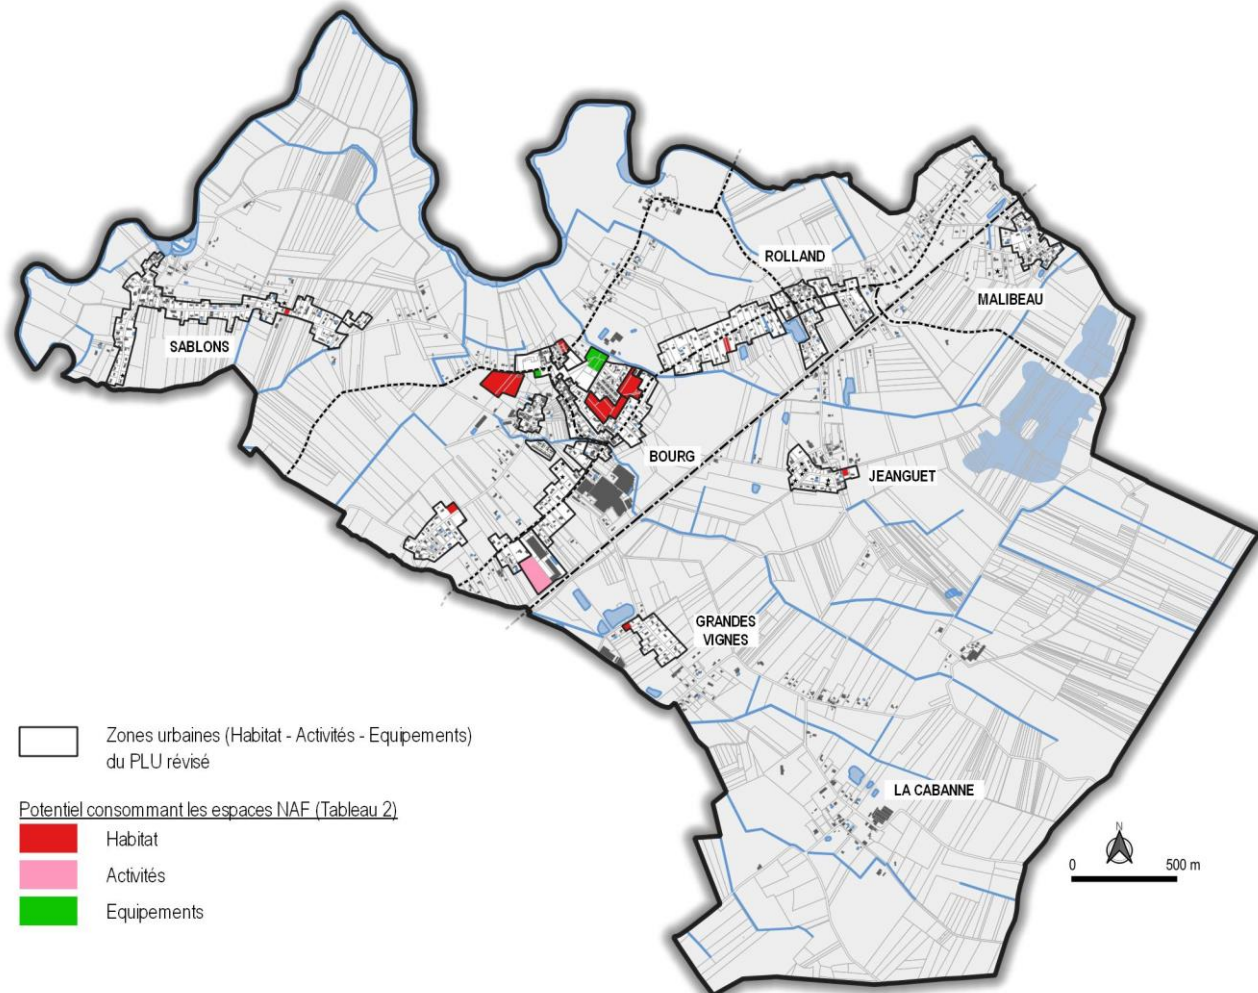 ROLLAND
MALIBEAU
SABLONS
BOURG
JEANGUET
GRANDES
VIGNES
LA CABANNE
Zones urbaines (Habitat - Activités - Equipements)
du PLU révisé
Potentiel consommant les espaces NAF (Tableau 2)
Habitat
Activités
Equipements
N
0 500 m